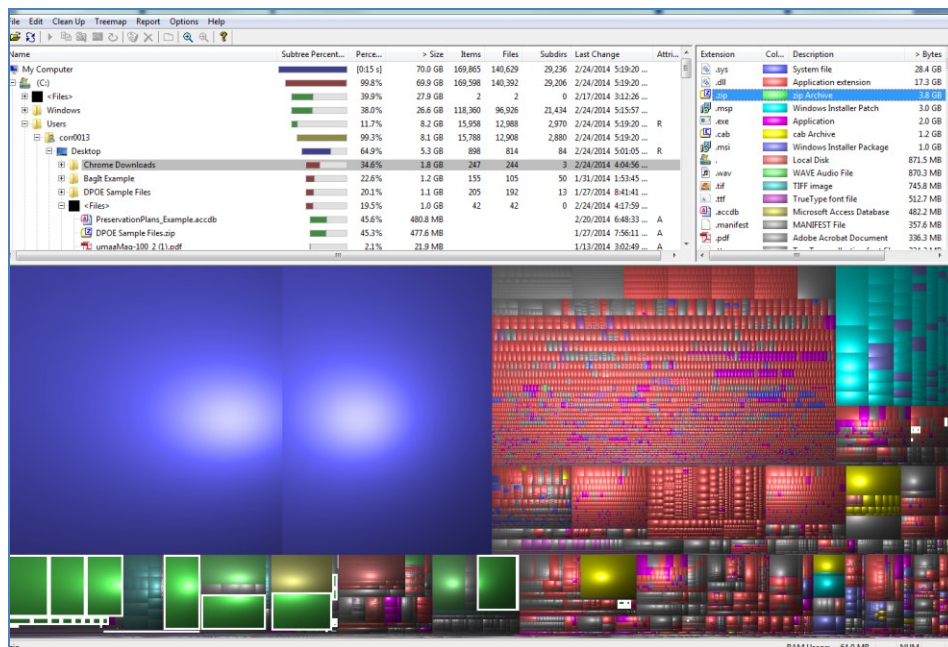 File Edit Clean Up Treemap Report Options Help
Name Subtree Percent... Perce... > Size Items Files Subdirs Last Change Attri...
My Computer [0:15 s] 70.0 GB 169,865 140,629 29,236 2/24/2014 5:19:20 ...
(C:) 99.8% 69.9 GB 169,598 140,392 29,206 2/24/2014 5:19:20 ...
<Files> 39.9% 27.9 GB 2 2 0 2/17/2014 3:12:26 ...
Windows 38.0% 26.6 GB 118,360 96,926 21,434 2/24/2014 5:15:57 ...
Users 11.7% 8.2 GB 15,958 12,988 2,970 2/24/2014 5:19:20 ... R
corr0013 99.3% 8.1 GB 15,788 12,908 2,880 2/24/2014 5:19:20 ...
Desktop 64.9% 5.3 GB 898 814 84 2/24/2014 5:01:05 ... R
Chrome Downloads 34.6% 1.8 GB 247 244 3 2/24/2014 4:04:56 ...
BagIt Example 22.6% 1.2 GB 155 105 50 1/31/2014 1:53:45 ...
DPOE Sample Files 20.1% 1.1 GB 205 192 13 1/27/2014 8:41:41 ...
<Files> 19.5% 1.0 GB 42 42 0 2/24/2014 4:17:59 ...
PreservationPlans_Example.accdb 45.6% 480.8 MB 2/20/2014 6:48:33 ... A
DPOE Sample Files.zip 45.3% 477.6 MB 1/27/2014 7:56:11 ... A
umaaMag-100_2 (1).pdf 2.1% 21.9 MB 1/13/2014 3:02:49 ... A
Extension Col... Description > Bytes
.sys System file 28.4 GB
.dll Application extension 17.3 GB
.zip zip Archive 3.8 GB
.msp Windows Installer Patch 3.0 GB
.exe Application 2.0 GB
.cab cab Archive 1.2 GB
.msi Windows Installer Package 1.0 GB
. Local Disk 871.5 MB
.wav WAVE Audio File 870.3 MB
.tif TIFF image 745.8 MB
.ttf TrueType font file 512.7 MB
.accdb Microsoft Access Database 482.2 MB
.manifest MANIFEST File 357.6 MB
.pdf Adobe Acrobat Document 336.3 MB
RAM Usage: 64.0 MB NUM